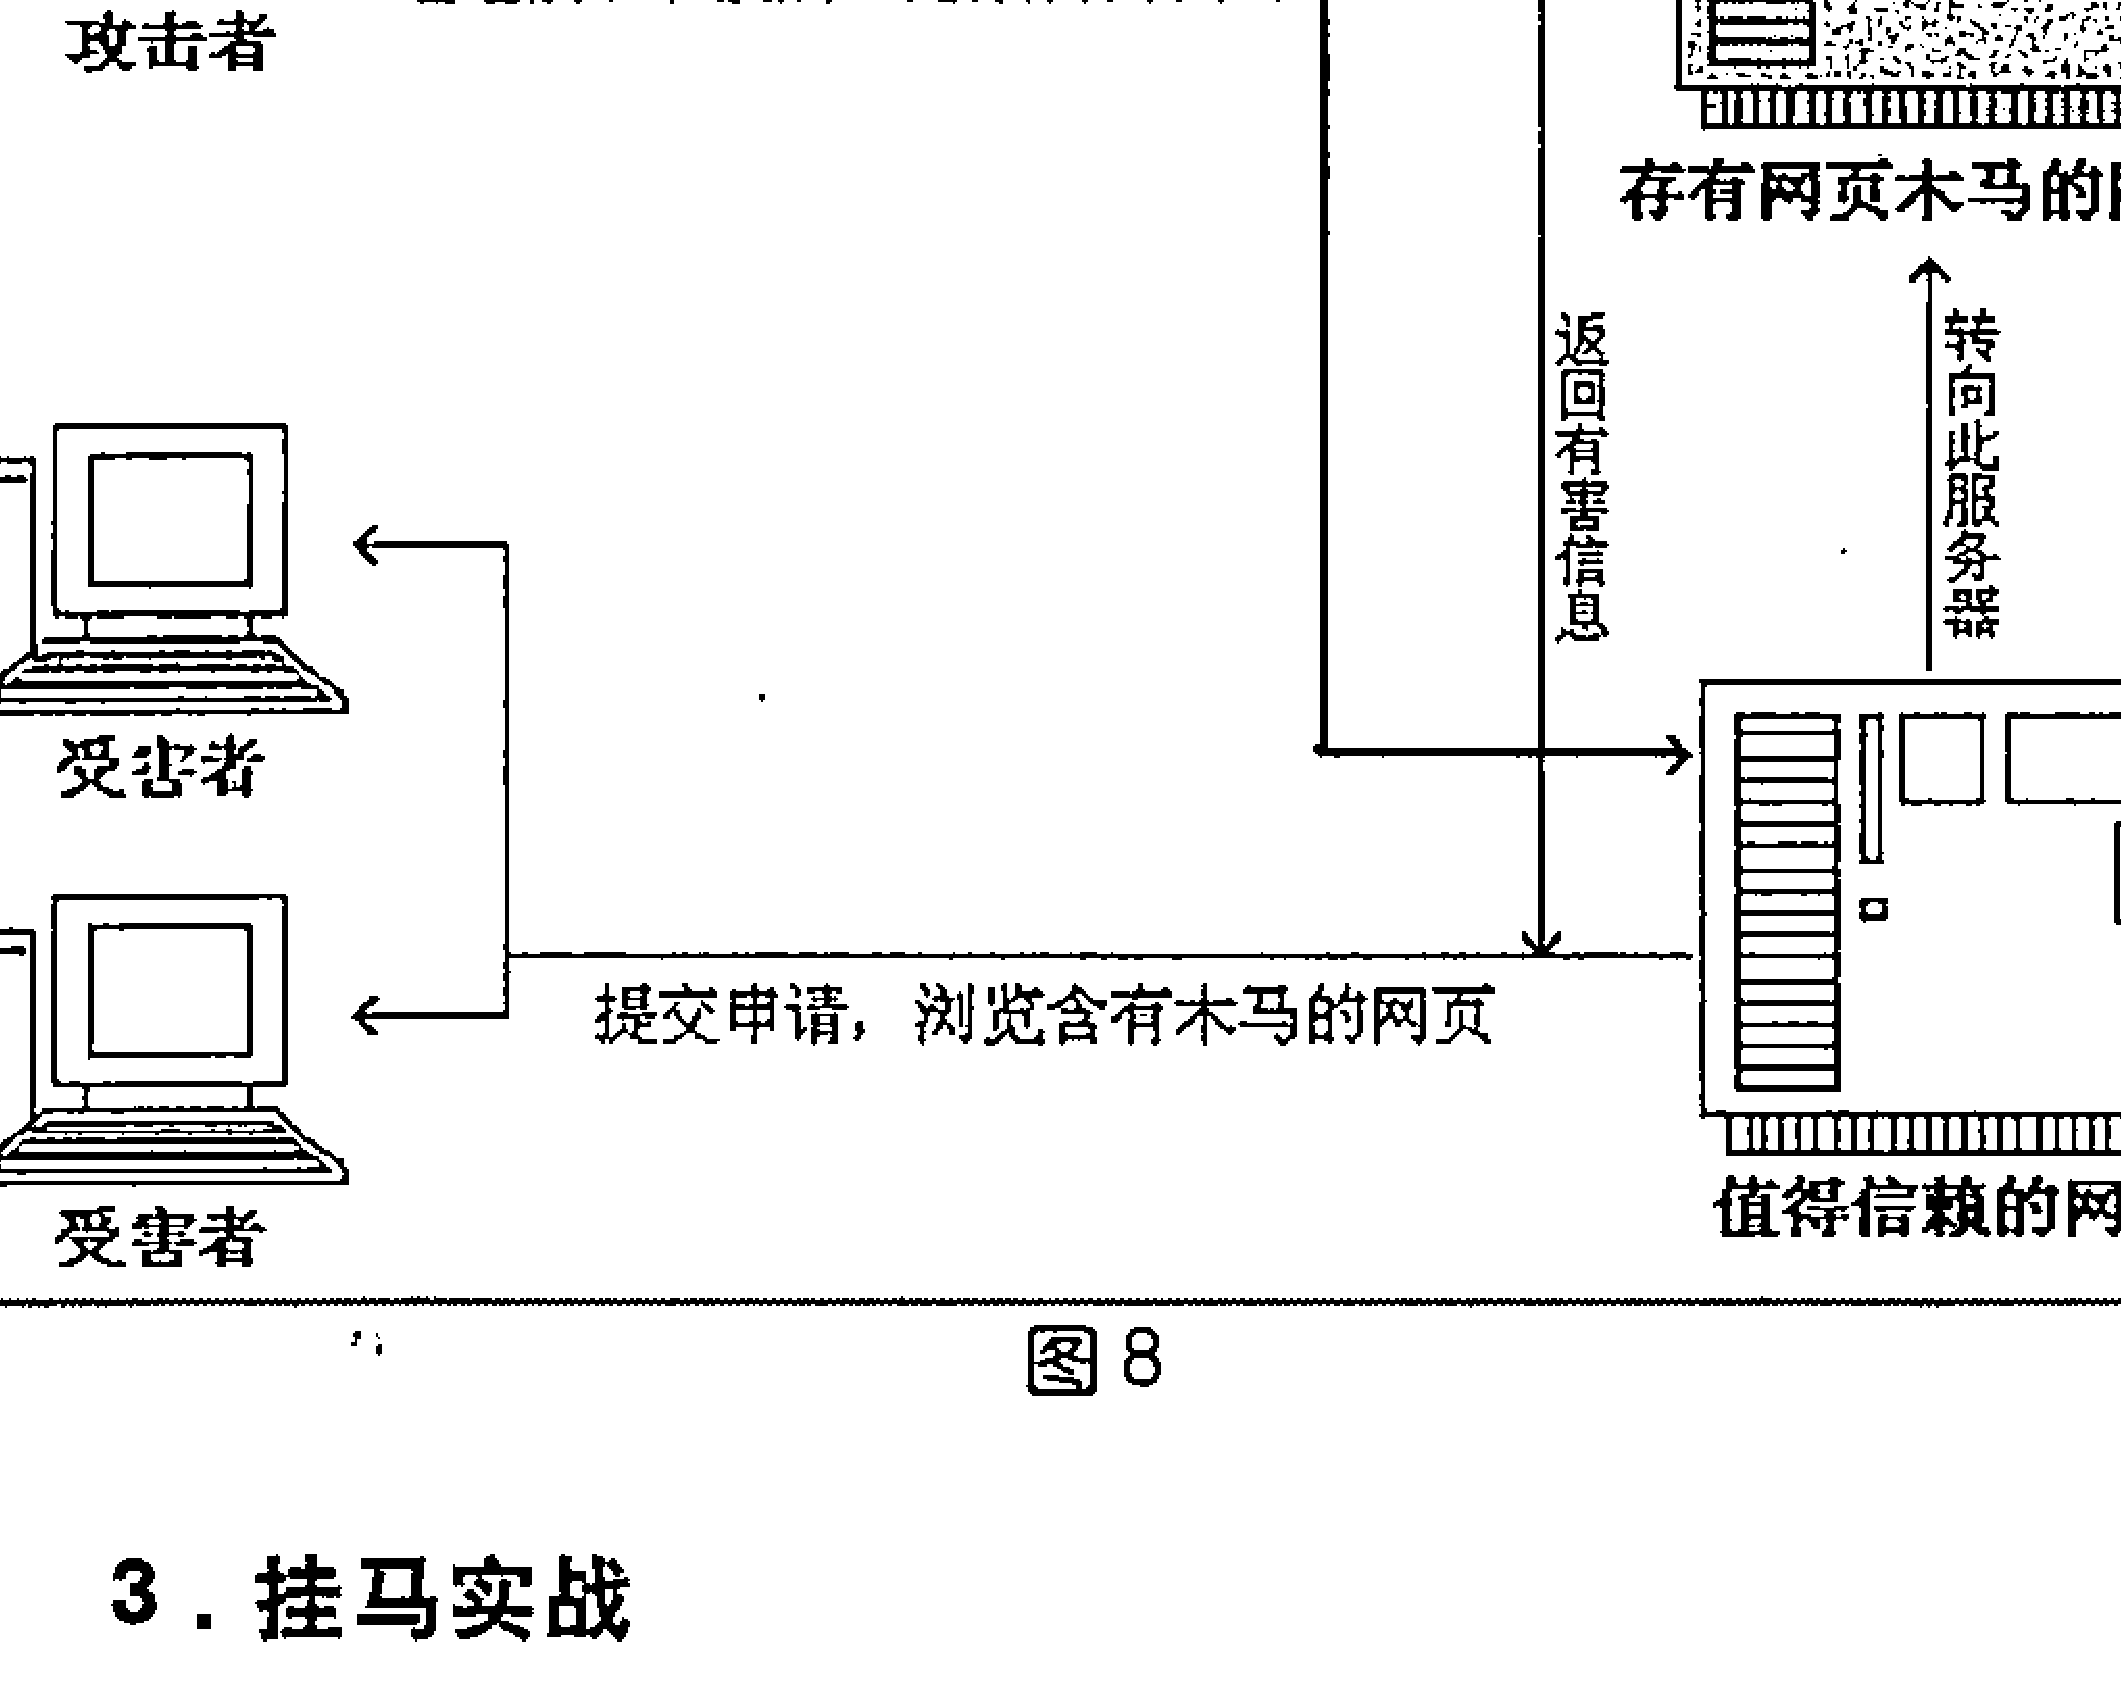 攻击者
存有网页木马的
返回有害信息
转向此服务器
受害者
提交申请，浏览含有木马的网页
受害者
值得信赖的网
图8
3．挂马实战